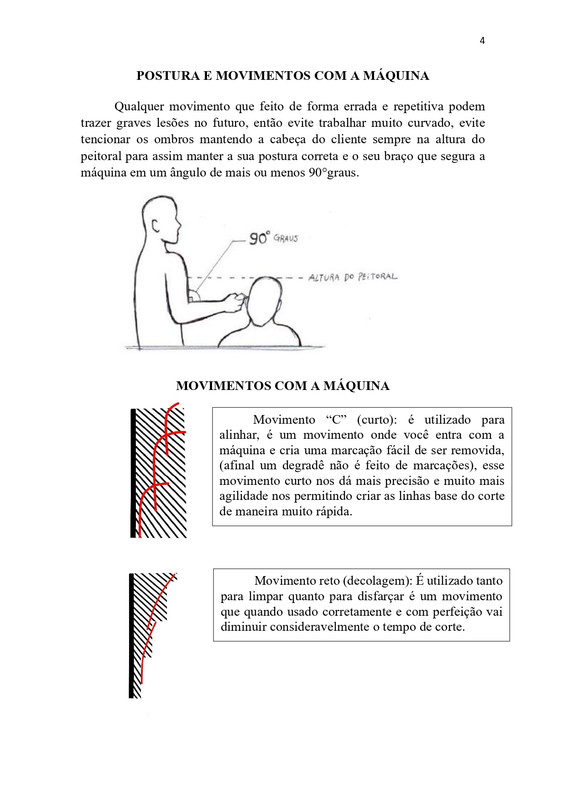 4
POSTURA E MOVIMENTOS COM A MÁQUINA
Qualquer movimento que feito de forma errada e repetitiva podem
trazer graves lesões no futuro, então evite trabalhar muito curvado, evite
tencionar os ombros mantendo a cabeça do cliente sempre na altura do
peitoral para assim manter a sua postura correta e o seu braço que segura a
máquina em um ângulo de mais ou menos 90°graus.
90° GRAUS
ALTURA DO PEITORAL
MOVIMENTOS COM A MÁQUINA
Movimento “C” (curto): é utilizado para
alinhar, é um movimento onde você entra com a
máquina e cria uma marcação fácil de ser removida,
(afinal um degradê não é feito de marcações), esse
movimento curto nos dá mais precisão e muito mais
agilidade nos permitindo criar as linhas base do corte
de maneira muito rápida.
Movimento reto (decolagem): É utilizado tanto
para limpar quanto para disfarçar é um movimento
que quando usado corretamente e com perfeição vai
diminuir consideravelmente o tempo de corte.